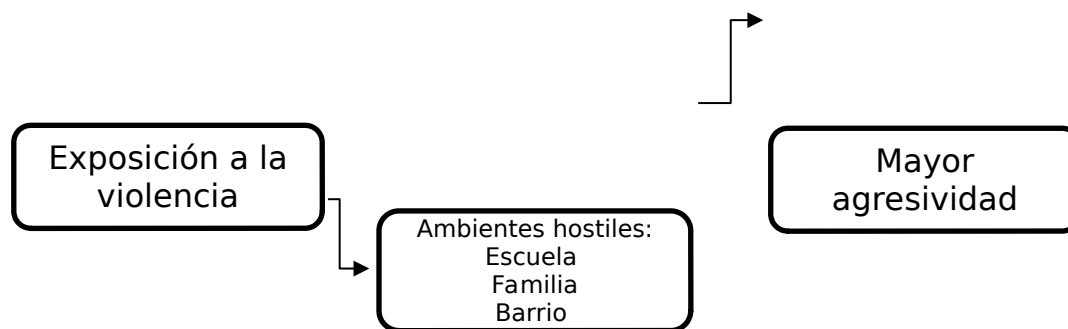 Exposición a la
violencia
Ambientes hostiles:
Escuela
Familia
Barrio
Mayor
agresividad